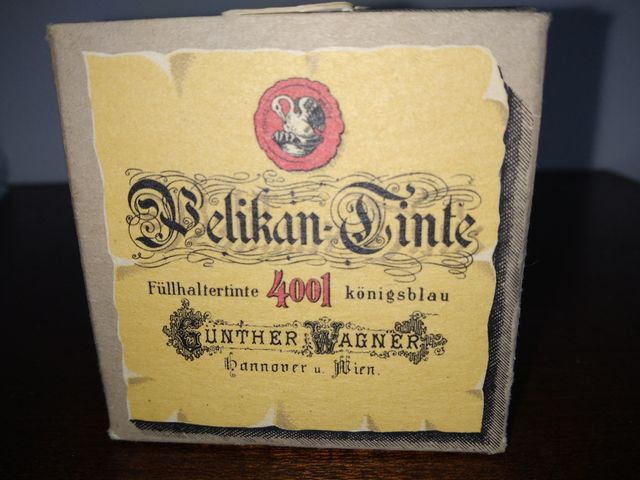 Pelikan-Tinte
Füllhaltertinte 4001 königsblau
GÜNTHER WAGNER
Hannover u. Wien.